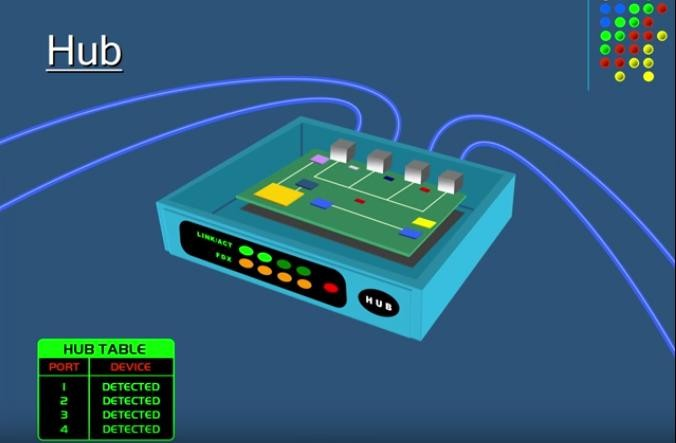 Hub
LINK/ACT
FDX
HUB
HUB TABLE
PORT DEVICE
1 DETECTED
2 DETECTED
3 DETECTED
4 DETECTED